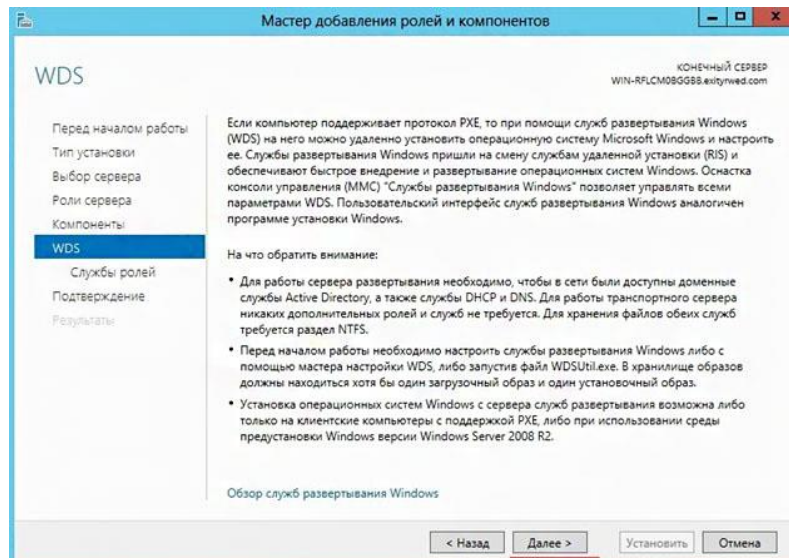 Мастер добавления ролей и компонентов
WDS
КОНЕЧНЫЙ СЕРВЕР
WIN-RFLCM0BGGB8.exityrwed.com
Перед началом работы
Тип установки
Выбор сервера
Роли сервера
Компоненты
WDS
Службы ролей
Подтверждение
Результаты
Если компьютер поддерживает протокол PXE, то при помощи служб развертывания Windows
(WDS) на него можно удаленно установить операционную систему Microsoft Windows и настроить
ее. Службы развертывания Windows пришли на смену службам удаленной установки (RIS) и
обеспечивают быстрое внедрение и развертывание операционных систем Windows. Оснастка
консоли управления (MMC) "Службы развертывания Windows" позволяет управлять всеми
параметрами WDS. Пользовательский интерфейс служб развертывания Windows аналогичен
программе установки Windows.
На что обратить внимание:
• Для работы сервера развертывания необходимо, чтобы в сети были доступны доменные
службы Active Directory, а также службы DHCP и DNS. Для работы транспортного сервера
никаких дополнительных ролей и служб не требуется. Для хранения файлов обеих служб
требуется раздел NTFS.
• Перед началом работы необходимо настроить службы развертывания Windows либо с
помощью мастера настройки WDS, либо запустив файл WDSUtil.exe. В хранилище образов
должны находиться хотя бы один загрузочный образ и один установочный образ.
• Установка операционных систем Windows с сервера служб развертывания возможна либо
только на клиентские компьютеры с поддержкой PXE, либо при использовании среды
предустановки Windows версии Windows Server 2008 R2.
Обзор служб развертывания Windows
< Назад
Далее >
Установить
Отмена